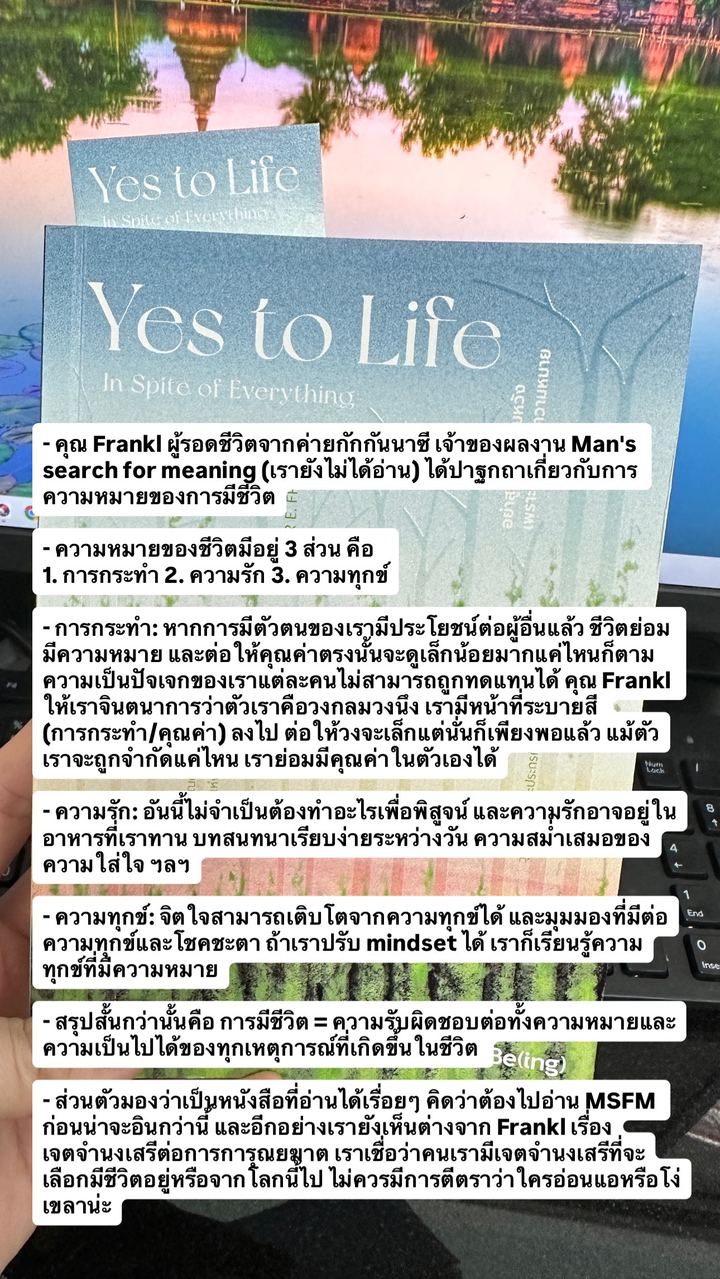 Yes to Life
In Spite of Everything
Yes to Life
In Spite of Everything
- คุณ Frankl ผู้รอดชีวิตจากค่ายกักกันนาซี เจ้าของผลงาน Man's
search for meaning (เรายังไม่ได้อ่าน) ได้ปาฐกถาเกี่ยวกับการ
ความหมายของการมีชีวิต
- ความหมายของชีวิตมีอยู่ 3 ส่วน คือ
1. การกระทำ 2. ความรัก 3. ความทุกข์
- การกระทำ: หากการมีตัวตนของเรามีประโยชน์ต่อผู้อื่นแล้ว ชีวิตย่อม
มีความหมาย และต่อให้คุณค่าตรงนั้นจะดูเล็กน้อยมากแค่ไหนก็ตาม
ความเป็นปัจเจกของเราแต่ละคนไม่สามารถถูกทดแทนได้ คุณ Frankl
ให้เราจินตนาการว่าตัวเราคือวงกลมวงนึง เรามีหน้าที่ระบายสี
(การกระทำ/คุณค่า) ลงไป ต่อให้วงจะเล็กแต่นั่นก็เพียงพอแล้ว แม้ตัว
เราจะถูกจำกัดแค่ไหน เราย่อมมีคุณค่าในตัวเองได้
- ความรัก: อันนี้ไม่จำเป็นต้องทำอะไรเพื่อพิสูจน์ และความรักอาจอยู่ใน
อาหารที่เราทาน บทสนทนาเรียบง่ายระหว่างวัน ความสม่ำเสมอของ
ความใส่ใจ ฯลฯ
- ความทุกข์: จิตใจสามารถเติบโตจากความทุกข์ได้ และมุมมองที่มีต่อ
ความทุกข์และโชคชะตา ถ้าเราปรับ mindset ได้ เราก็เรียนรู้ความ
ทุกข์ที่มีความหมาย
- สรุปสั้นกว่านั้นคือ การมีชีวิต = ความรับผิดชอบต่อทั้งความหมายและ
ความเป็นไปได้ของทุกเหตุการณ์ที่เกิดขึ้นในชีวิต
Be(ing)
- ส่วนตัวมองว่าเป็นหนังสือที่อ่านได้เรื่อยๆ คิดว่าต้องไปอ่าน MSFM
ก่อนน่าจะอินกว่านี้ และอีกอย่างเรายังเห็นต่างจาก Frankl เรื่อง
เจตจำนงเสรีต่อการการุณยฆาต เราเชื่อว่าคนเรามีเจตจำนงเสรีที่จะ
เลือกมีชีวิตอยู่หรือจากโลกนี้ไป ไม่ควรมีการตีตราว่าใครอ่อนแอหรือโง่
เขลาน่ะ
Num
Lock
8
4
1
End
0